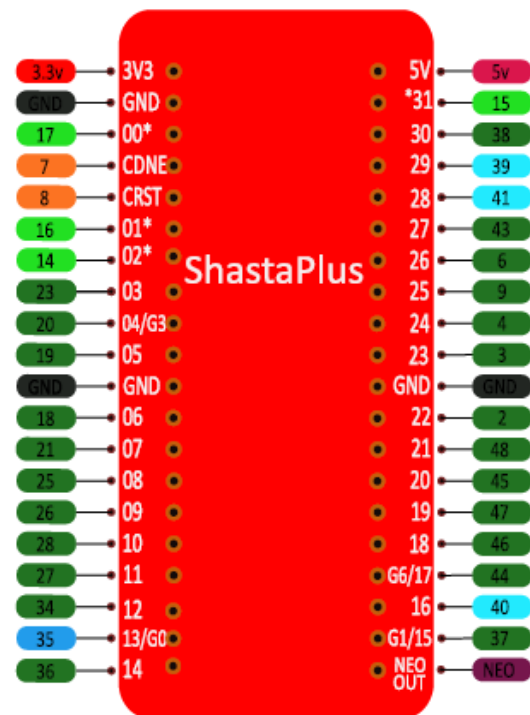 3.3v 3V3 5V 5v
GND GND *31 15
17 00* 30 38
7 CDNE 29 39
8 CRST 28 41
16 01* 27 43
14 02* 26 6
ShastaPlus
23 03 25 9
20 04/G3 24 4
19 05 23 3
GND GND GND GND
18 06 22 2
21 07 21 48
25 08 20 45
26 09 19 47
28 10 18 46
27 11 G6/17 44
34 12 16 40
35 13/G0 G1/15 37
36 14 NEO NEO
OUT